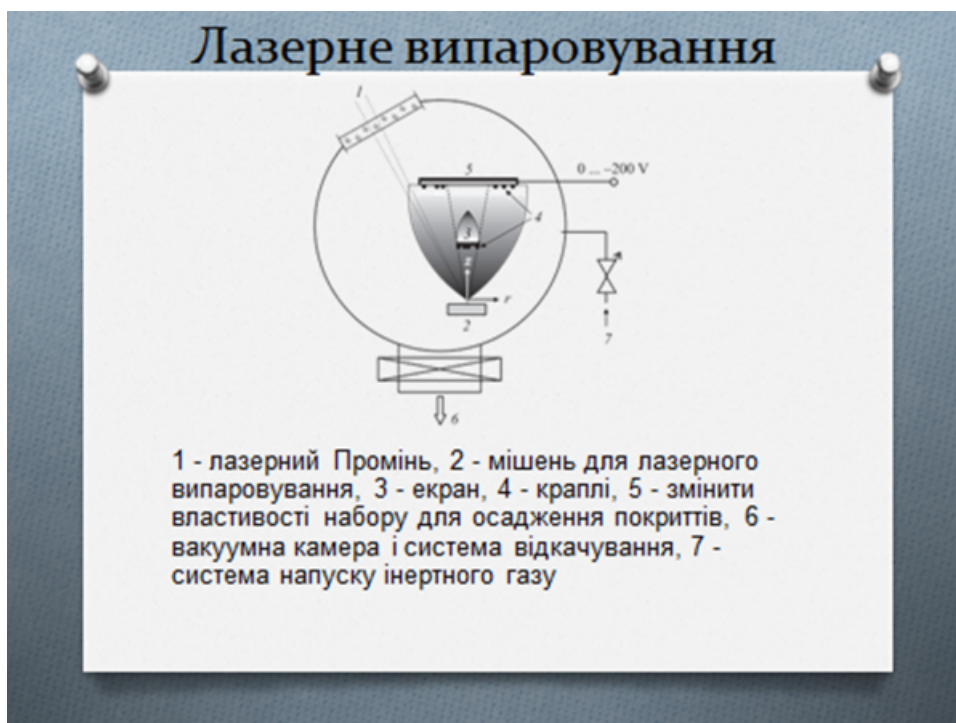 Лазерне випаровування
1
5
0 ... –200 V
4
3
z
r
2
7
6
1 - лазерний Промінь, 2 - мішень для лазерного
випаровування, 3 - екран, 4 - краплі, 5 - змінити
властивості набору для осадження покриттів, 6 -
вакуумна камера і система відкачування, 7 -
система напуску інертного газу